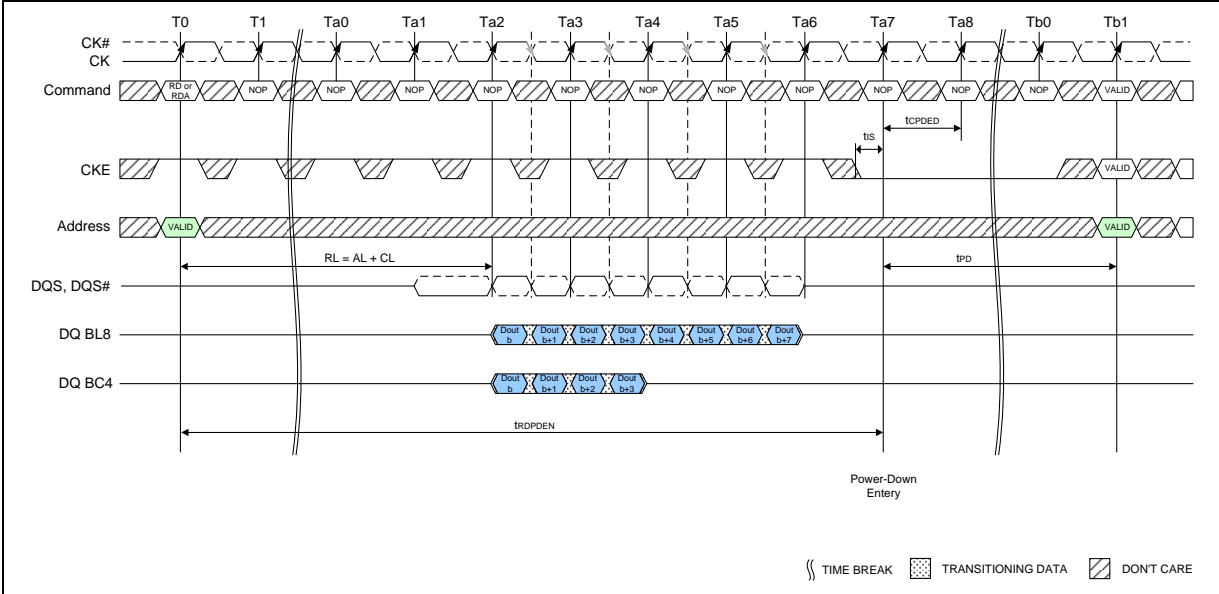 T0 T1 Ta0 Ta1 Ta2 Ta3 Ta4 Ta5 Ta6 Ta7 Ta8 Tb0 Tb1
CK#
CK
Command
RD or
RDA
NOP NOP NOP NOP NOP NOP NOP NOP NOP NOP NOP VALID
tCPDED
tIS
CKE
VALID
Address
VALID VALID
RL = AL + CL
tPD
DQS, DQS#
DQ BL8
Dout Dout Dout Dout Dout Dout Dout Dout
b b+1 b+2 b+3 b+4 b+5 b+6 b+7
DQ BC4
Dout Dout Dout Dout
b b+1 b+2 b+3
tRDPDEN
Power-Down
Entery
TIME BREAK TRANSITIONING DATA DON'T CARE